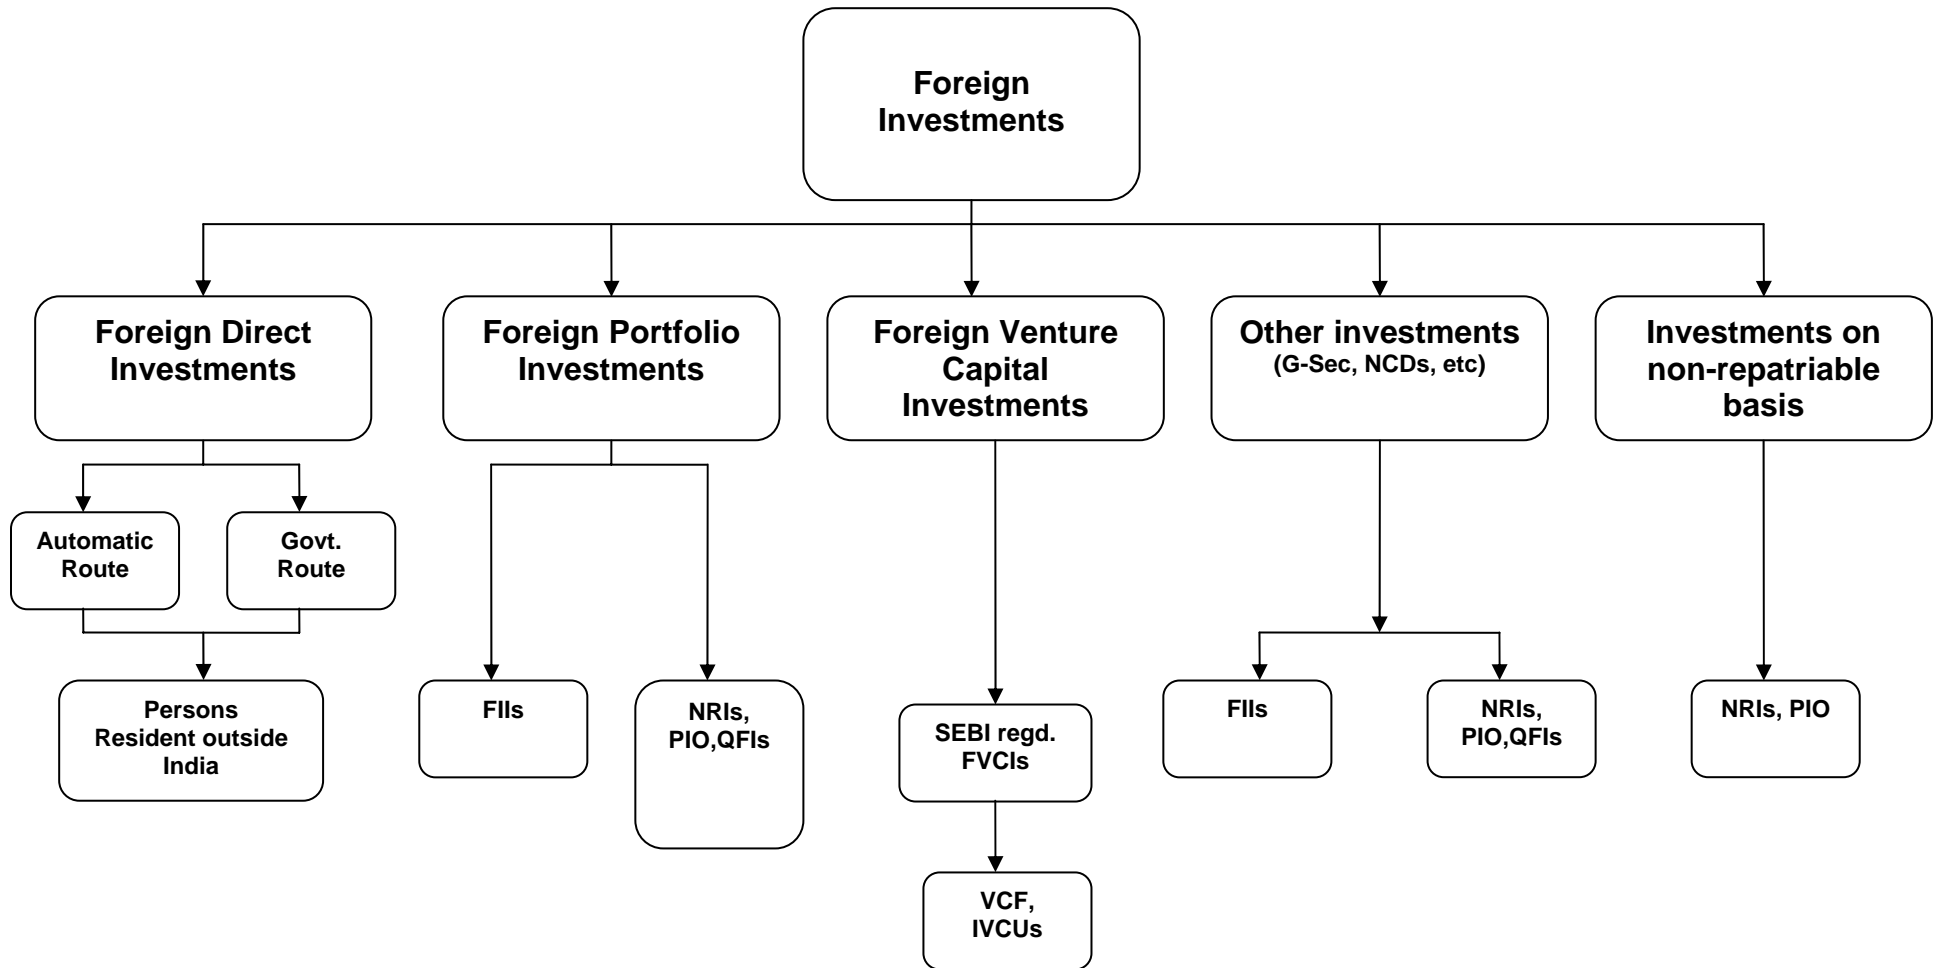 Foreign
Investments
Foreign Direct
Investments
Foreign Portfolio
Investments
Foreign Venture
Capital
Investments
Other investments
(G-Sec, NCDs, etc)
Investments on
non-repatriable
basis
Automatic
Route
Govt.
Route
Persons
Resident outside
India
FIIs
NRIs,
PIO,QFIs
SEBI regd.
FVCIs
FIIs
NRIs,
PIO,QFIs
NRIs, PIO
VCF,
IVCUs